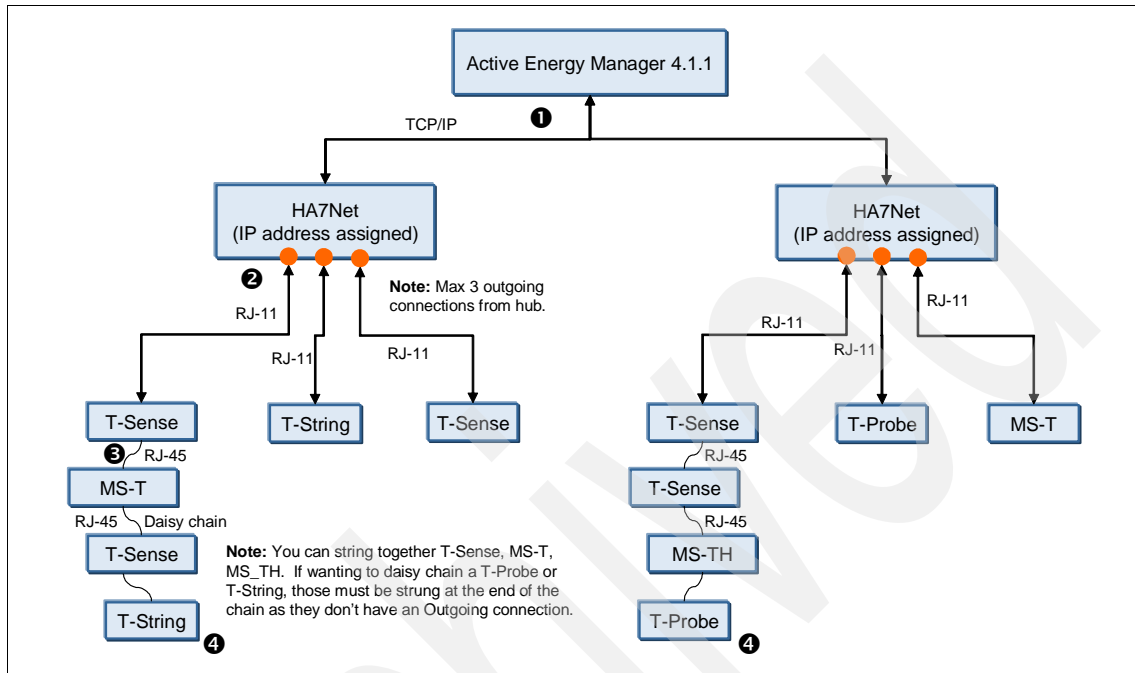 Active Energy Manager 4.1.1
❶
TCP/IP
HA7Net
(IP address assigned)
HA7Net
(IP address assigned)
❷
Note: Max 3 outgoing
connections from hub.
RJ-11
RJ-11
RJ-11
RJ-11
RJ-11
RJ-11
T-Sense
T-String
T-Sense
T-Sense
T-Probe
MS-T
❸
RJ-45
MS-T
RJ-45
Daisy chain
T-Sense
T-String
❹
Note: You can string together T-Sense, MS-T,
MS_TH. If wanting to daisy chain a T-Probe or
T-String, those must be strung at the end of the
chain as they don't have an Outgoing connection.
RJ-45
T-Sense
RJ-45
MS-TH
T-Probe
❹